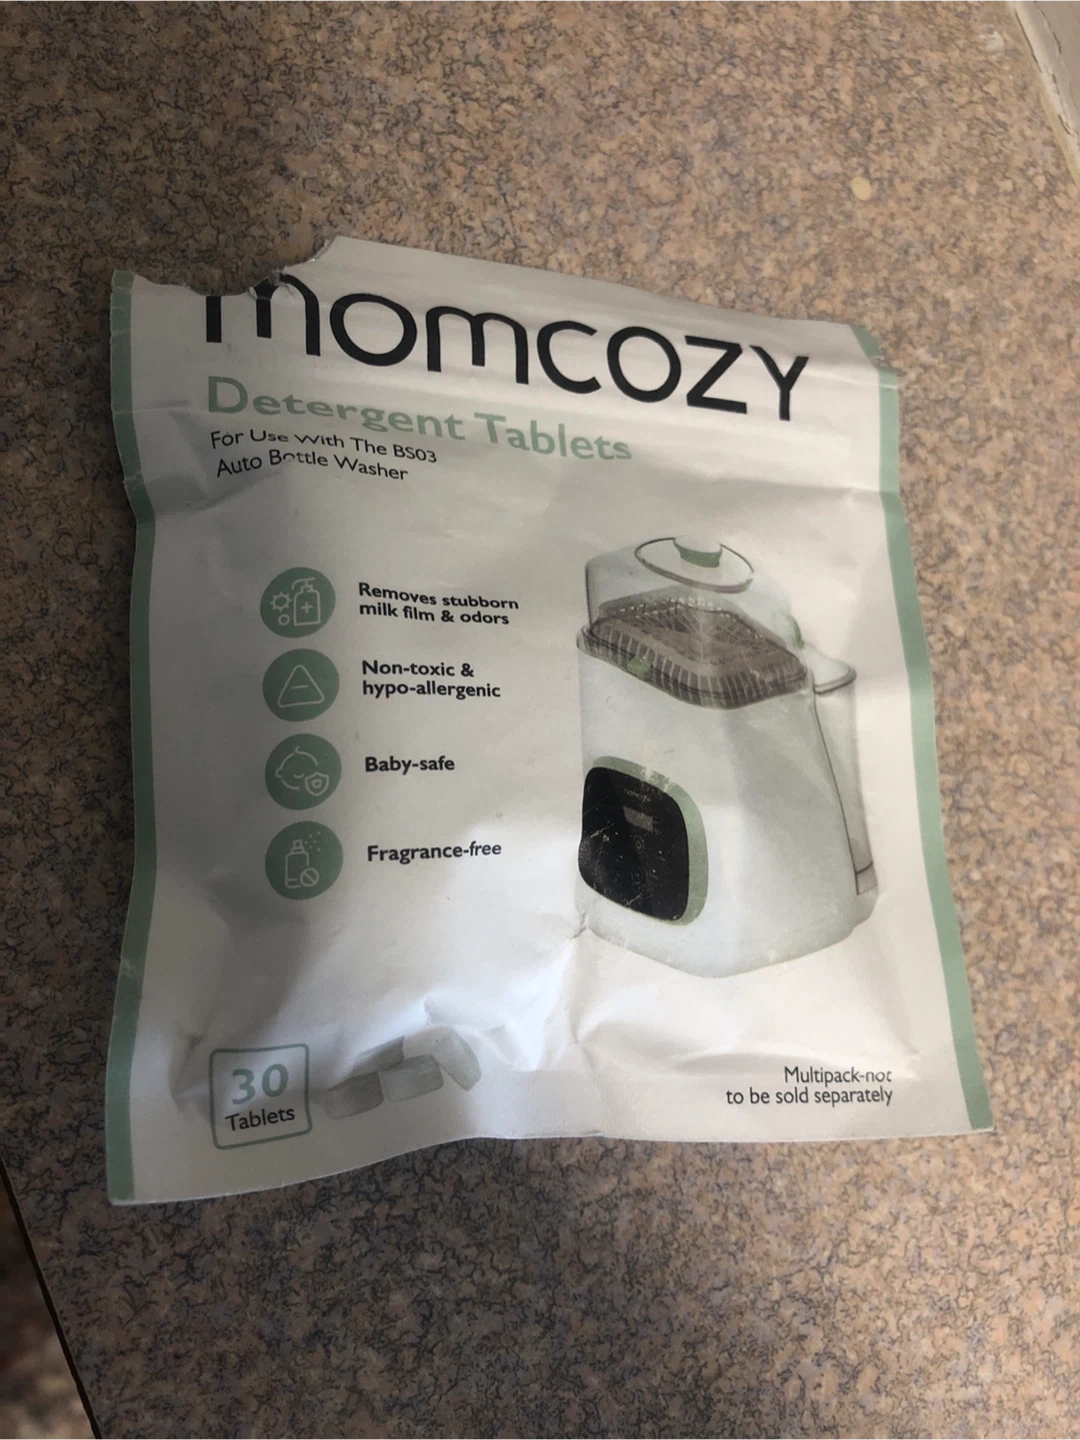 momcozy
Detergent Tablets
For Use With The BS03
Auto Bottle Washer
Removes stubborn
milk film & odors
Non-toxic &
hypo-allergenic
Baby-safe
Fragrance-free
30
Tablets
Multipack-not
to be sold separately